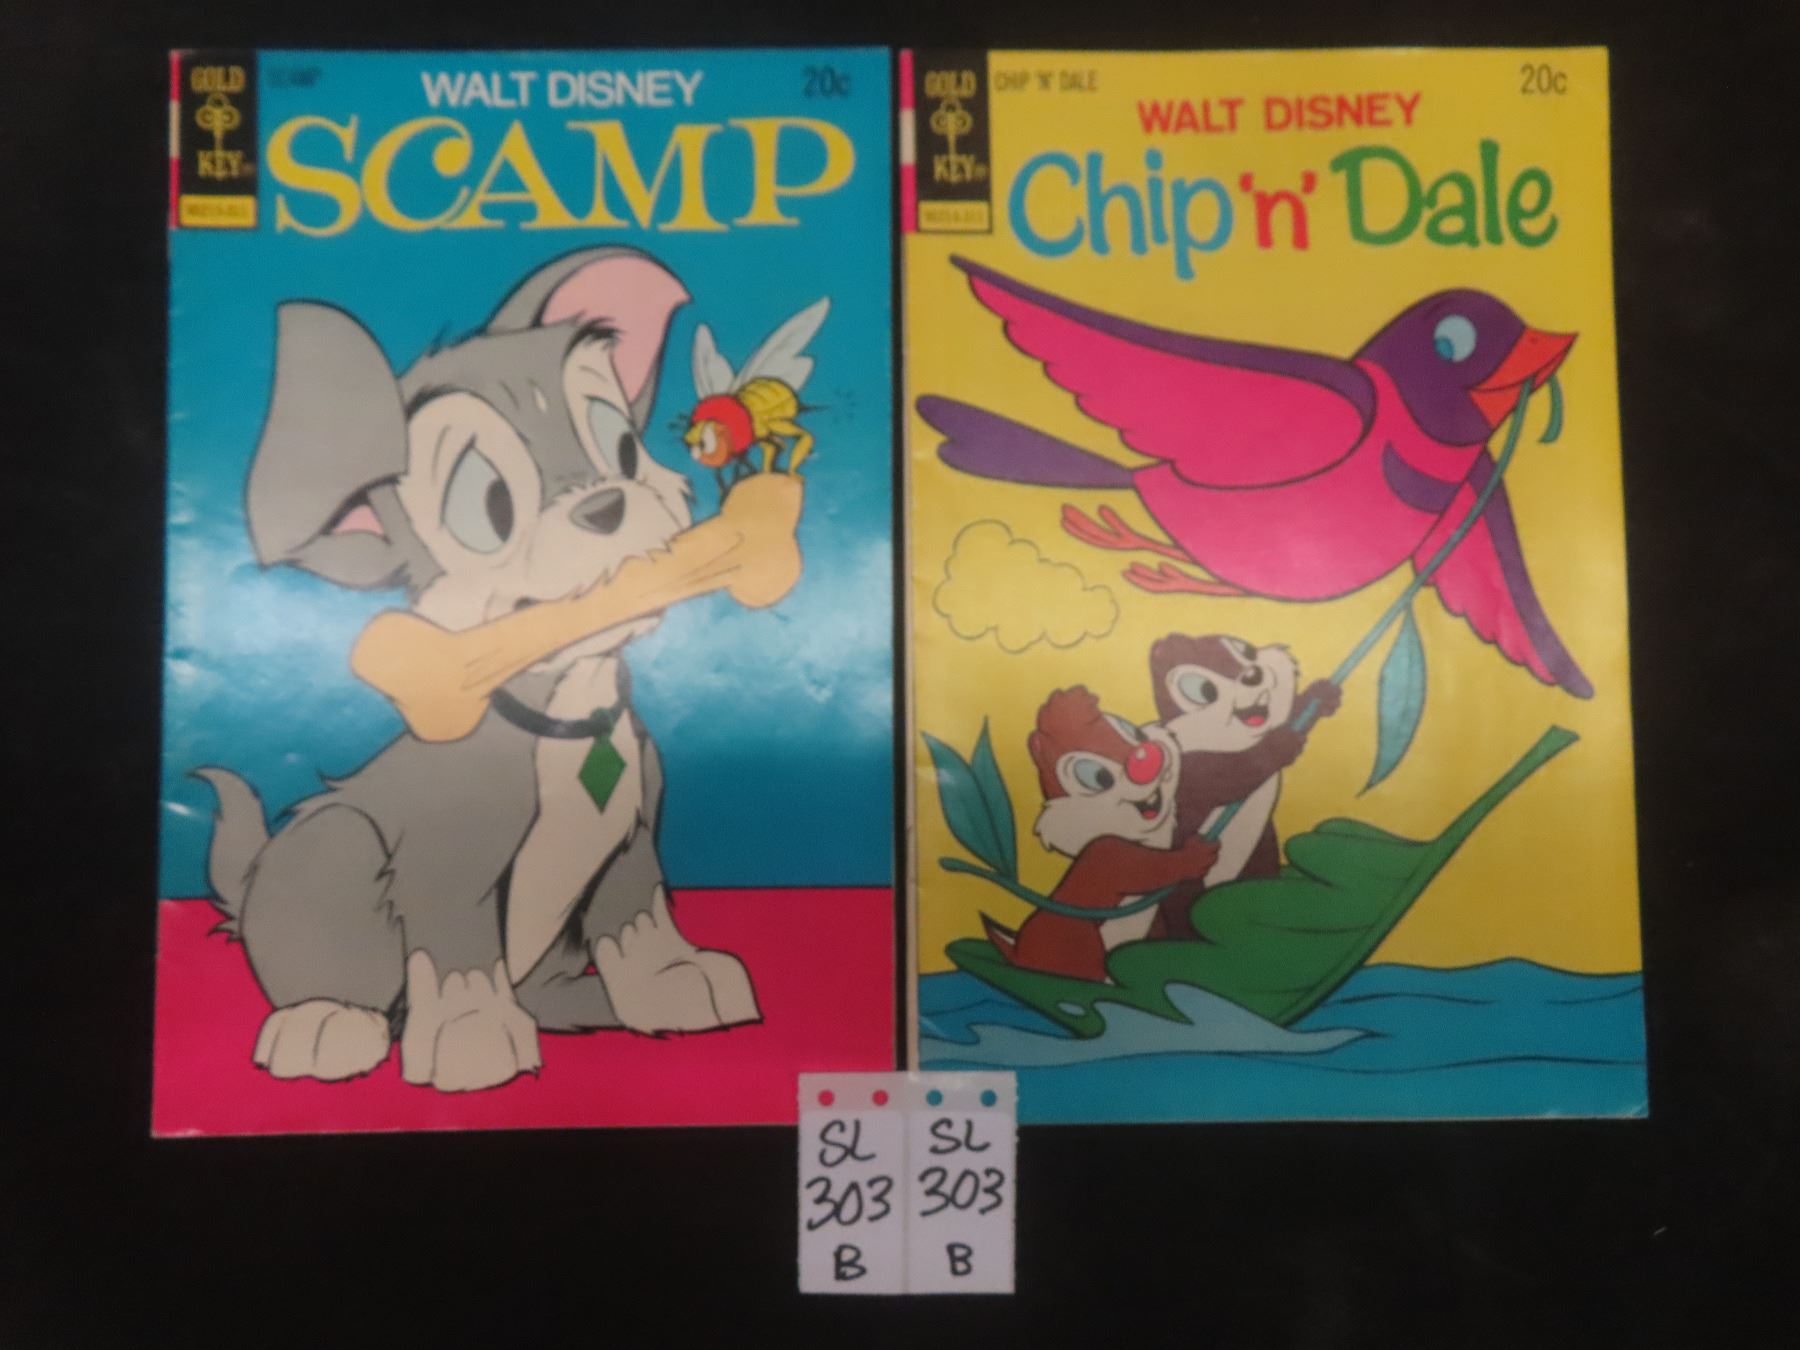 GOLD
KEY
SCAMP
WALT DISNEY
20c
SCAMP
GOLD
KEY
CHIP 'N' DALE
20c
WALT DISNEY
Chip 'n' Dale
SL
303
B
SL
303
B